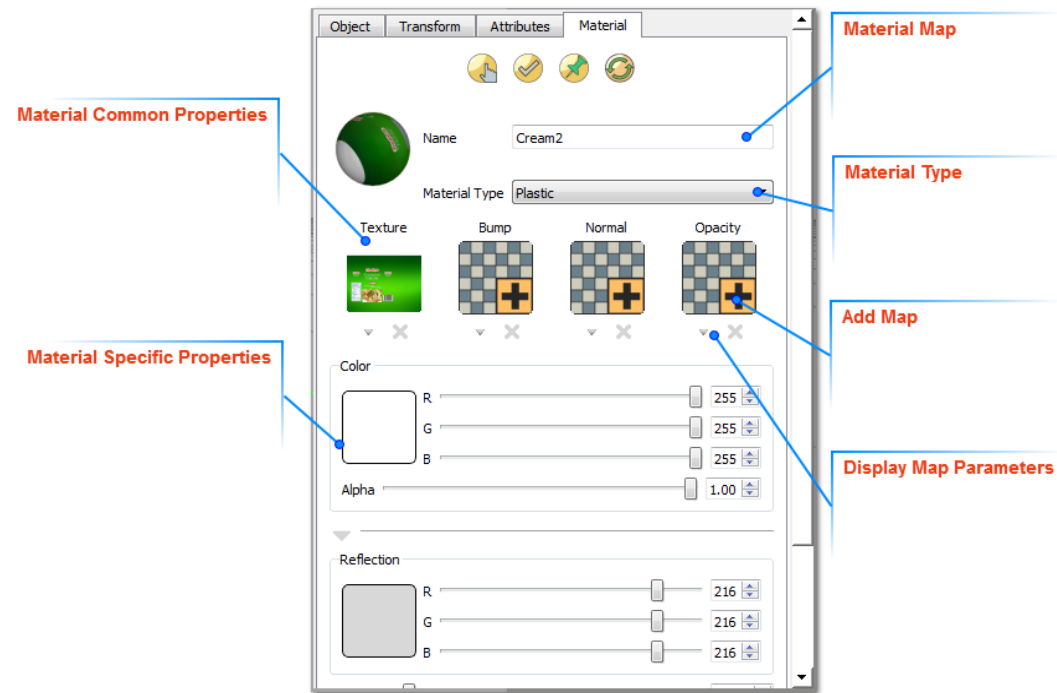 Object Transform Attributes Material
Material Map
Material Common Properties
Name Cream2
Material Type
Material Type Plastic
Texture Bump Normal Opacity
Add Map
Material Specific Properties
Color
R 255
G 255
B 255
Display Map Parameters
Alpha 1.00
Reflection
R 216
G 216
B 216